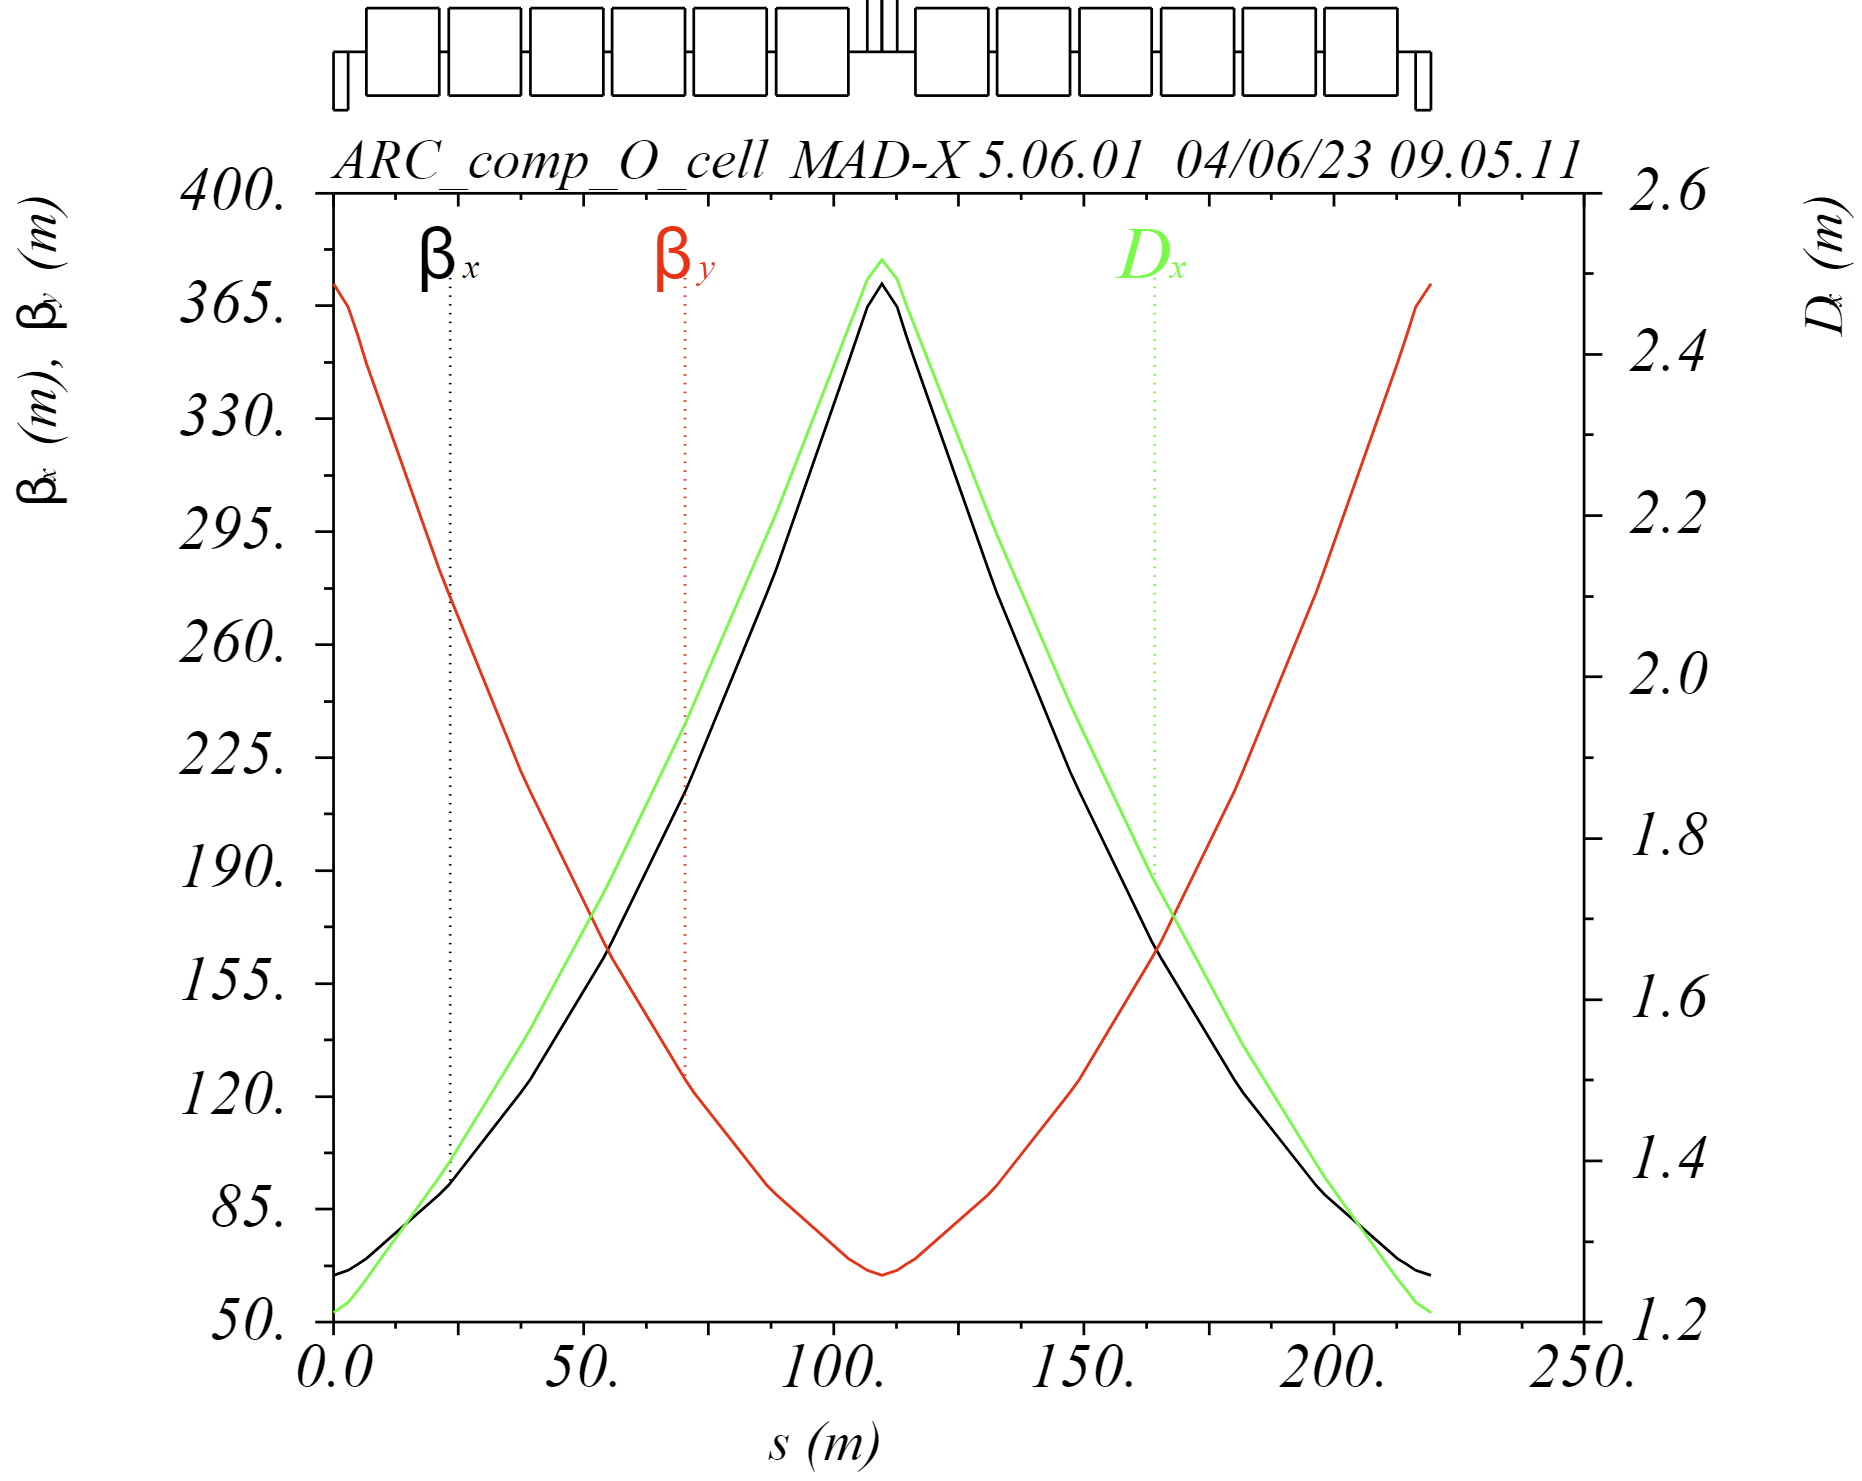 ARC_comp_O_cell MAD-X 5.06.01 04/06/23 09.05.11
βx (m), βy (m)
400.
365.
330.
295.
260.
225.
190.
155.
120.
85.
50.
βx
βy
Dx
2.6
2.4
2.2
2.0
1.8
1.6
1.4
1.2
Dx (m)
0.0 50. 100. 150. 200. 250.
s (m)